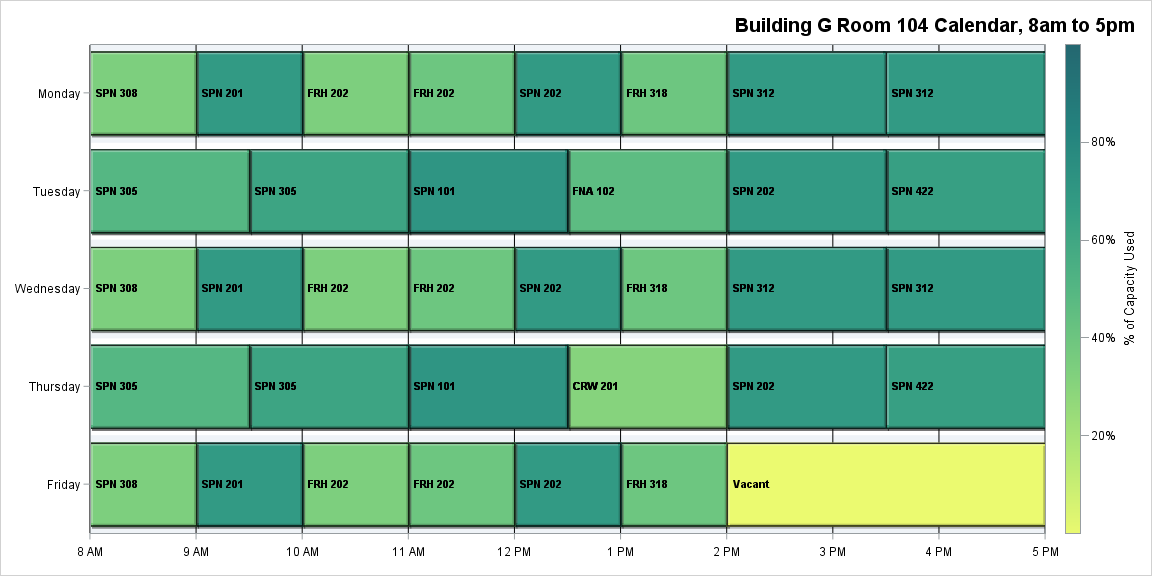 Building G Room 104 Calendar, 8am to 5pm
Monday
SPN 308
SPN 201
FRH 202
FRH 202
SPN 202
FRH 318
SPN 312
SPN 312
Tuesday
SPN 305
SPN 305
SPN 101
FNA 102
SPN 202
SPN 422
Wednesday
SPN 308
SPN 201
FRH 202
FRH 202
SPN 202
FRH 318
SPN 312
SPN 312
Thursday
SPN 305
SPN 305
SPN 101
CRW 201
SPN 202
SPN 422
Friday
SPN 308
SPN 201
FRH 202
FRH 202
SPN 202
FRH 318
Vacant
8 AM
9 AM
10 AM
11 AM
12 PM
1 PM
2 PM
3 PM
4 PM
5 PM
80%
60%
40%
20%
% of Capacity Used